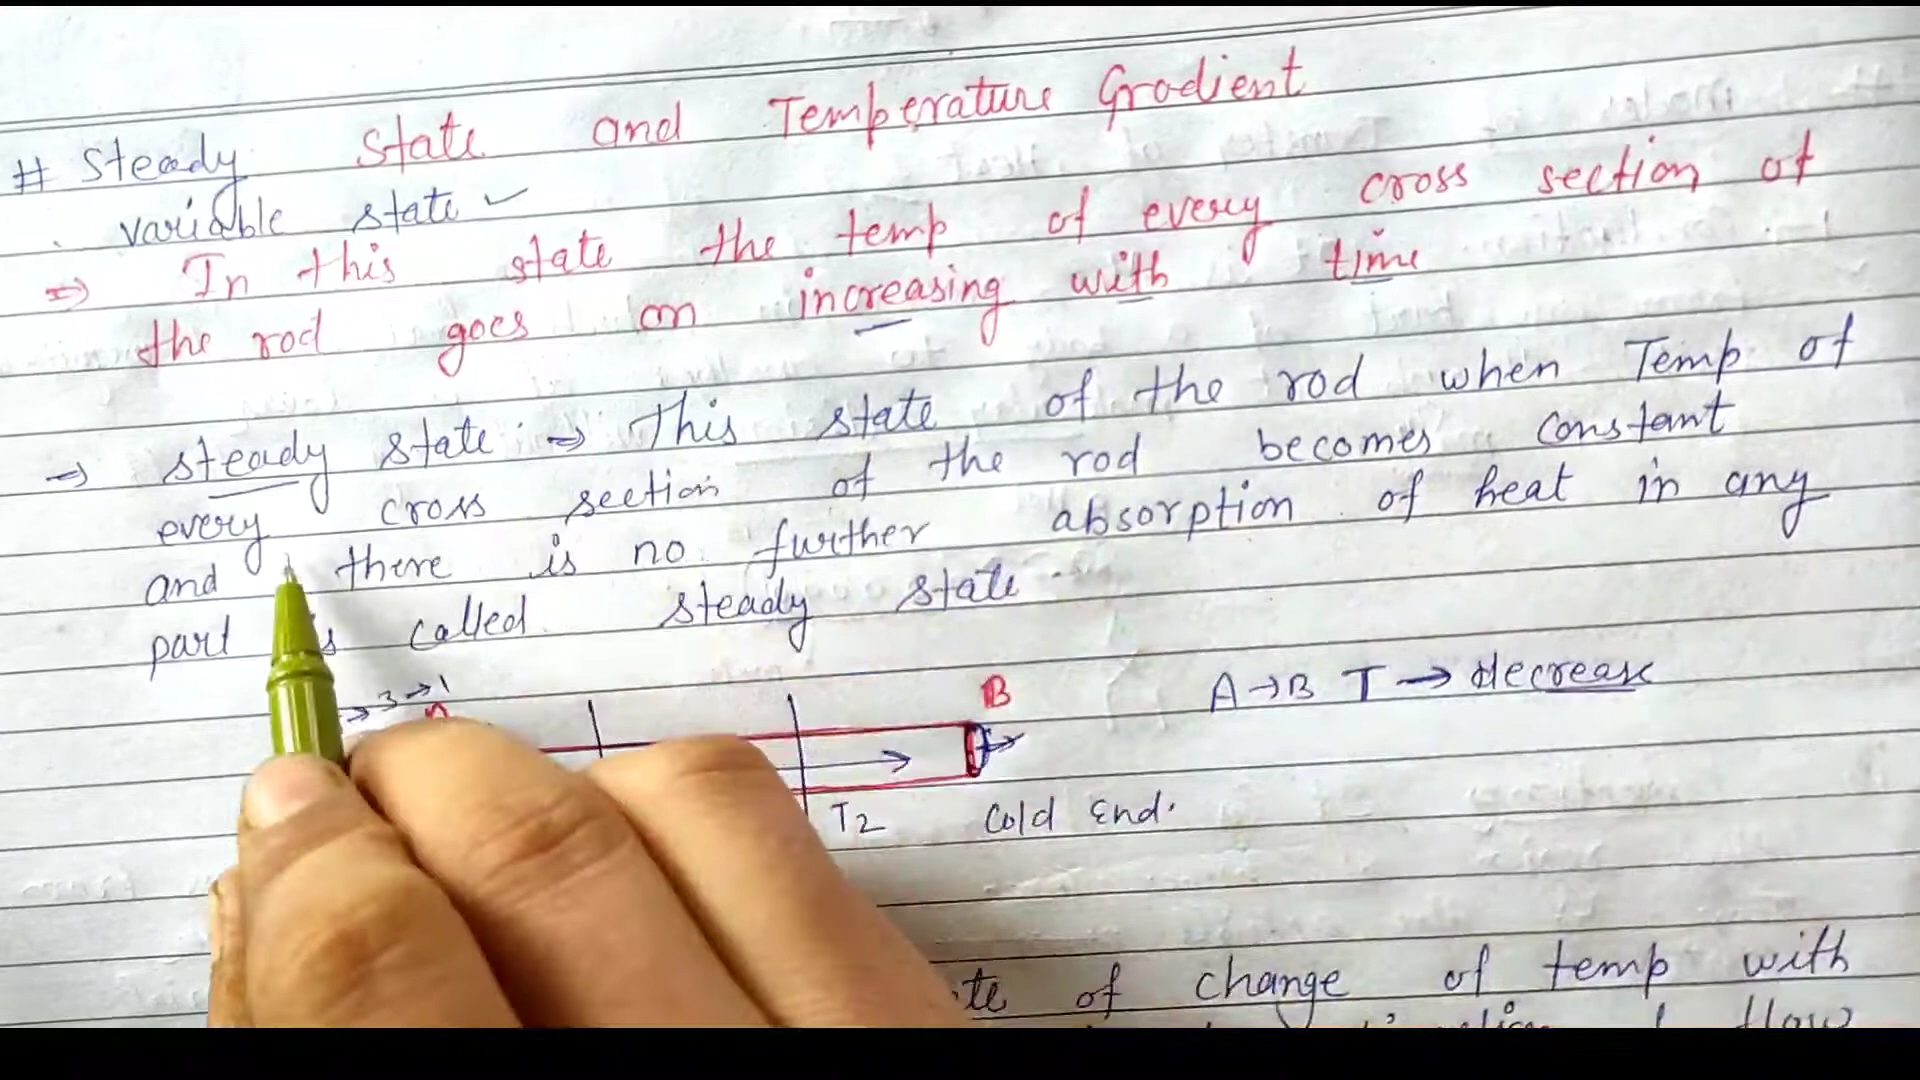 # Steady state and Temperature Gradient
variable state ✓
⇒ In this state the temp of every cross section of
the rod goes on increasing with time
⇒ steady state :→ This state of the rod when Temp of
every cross section of the rod becomes constant
and there is no further absorption of heat in any
part is called steady state.
→ 3 → 1
B
A→B T → decrease
T2 Cold End.
of change of temp with
flow